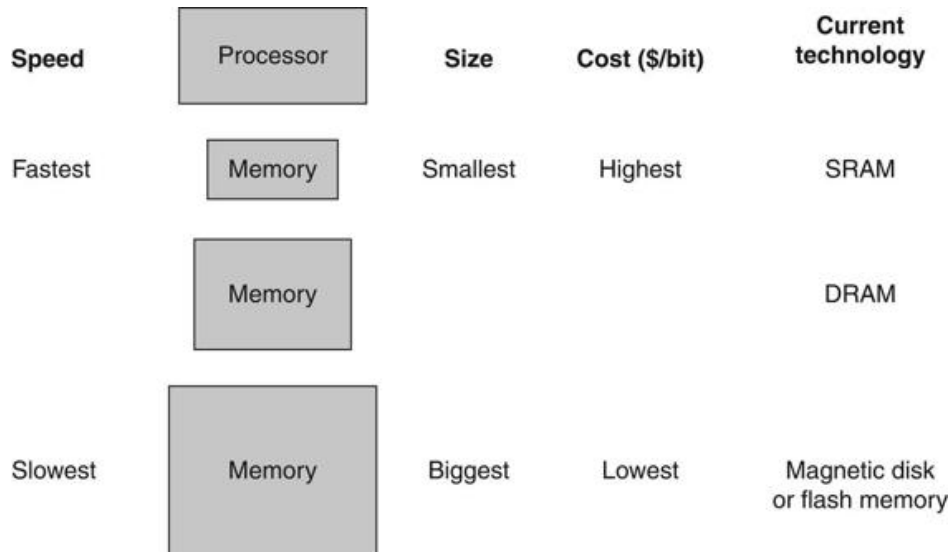 Speed Processor Size Cost ($/bit) Current
technology
Fastest Memory Smallest Highest SRAM
Memory DRAM
Slowest Memory Biggest Lowest Magnetic disk
or flash memory